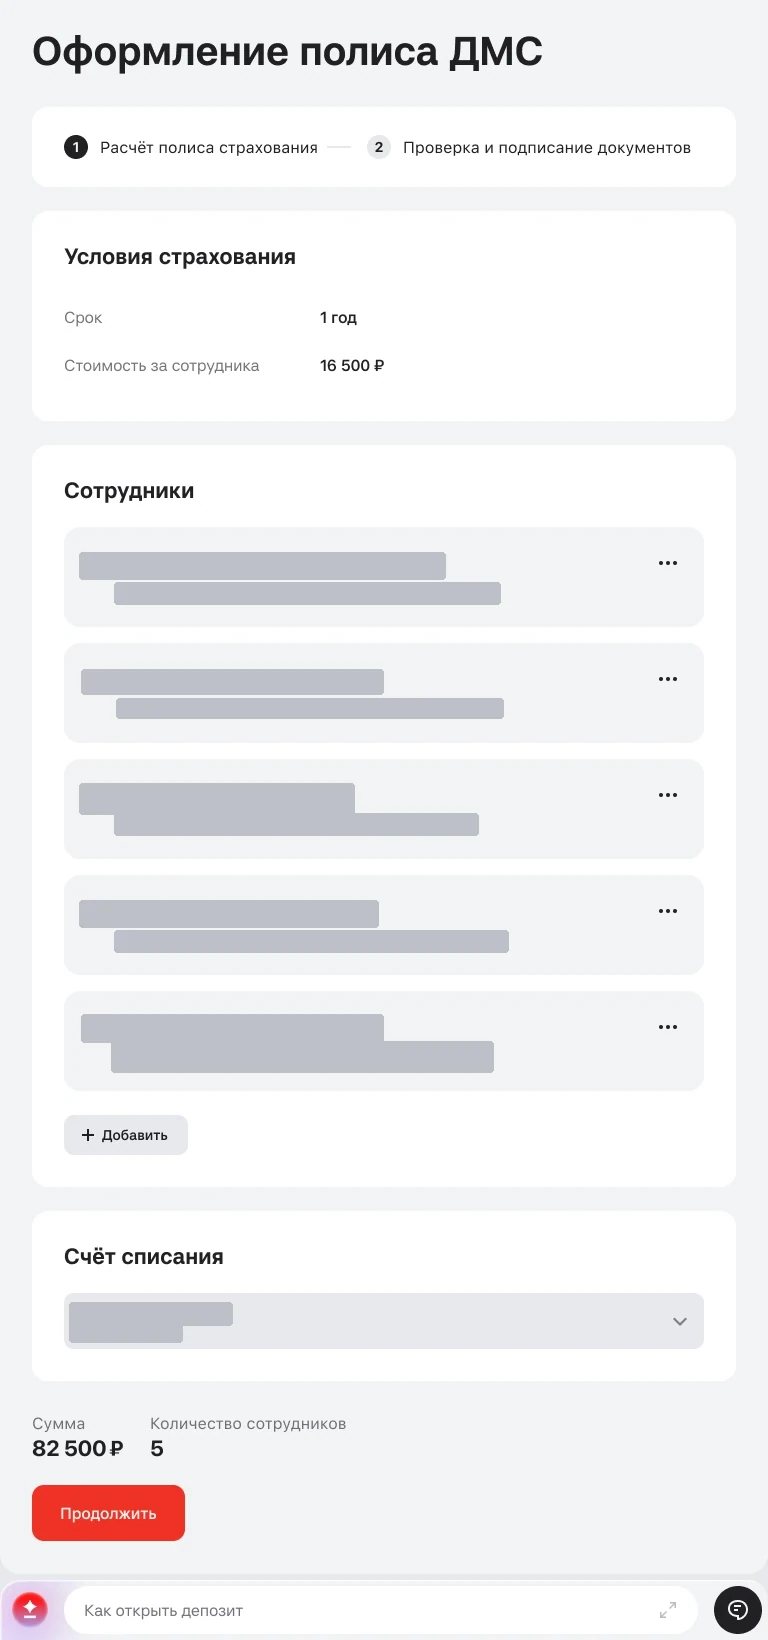 Оформление полиса ДМС
1 Расчёт полиса страхования 2 Проверка и подписание документов
Условия страхования
Срок 1 год
Стоимость за сотрудника 16 500 ₽
Сотрудники
Добавить
Счёт списания
Сумма Количество сотрудников
82 500 ₽ 5
Продолжить
Как открыть депозит